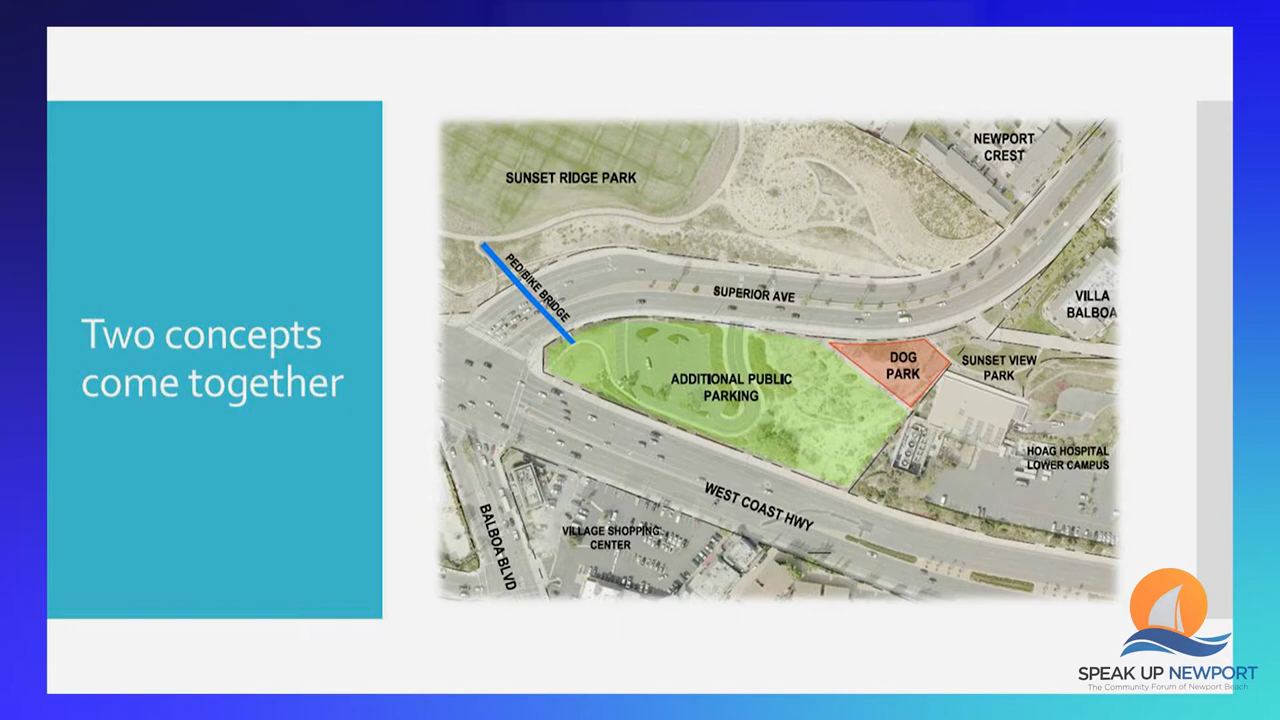 Two concepts
come together
NEWPORT
CREST
SUNSET RIDGE PARK
PED/BIKE BRIDGE
SUPERIOR AVE
VILLA
BALBOA
DOG
PARK
SUNSET VIEW
PARK
ADDITIONAL PUBLIC
PARKING
HOAG HOSPITAL
LOWER CAMPUS
WEST COAST HWY
BALBOA BLVD
VILLAGE SHOPPING
CENTER
SPEAK UP NEWPORT
The Community Forum of Newport Beach